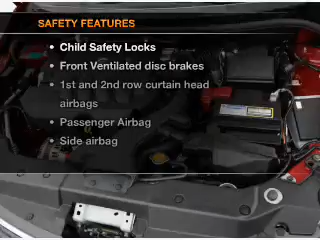 SAFETY FEATURES
• Child Safety Locks
• Front Ventilated disc brakes
• 1st and 2nd row curtain head
airbags
• Passenger Airbag
• Side airbag